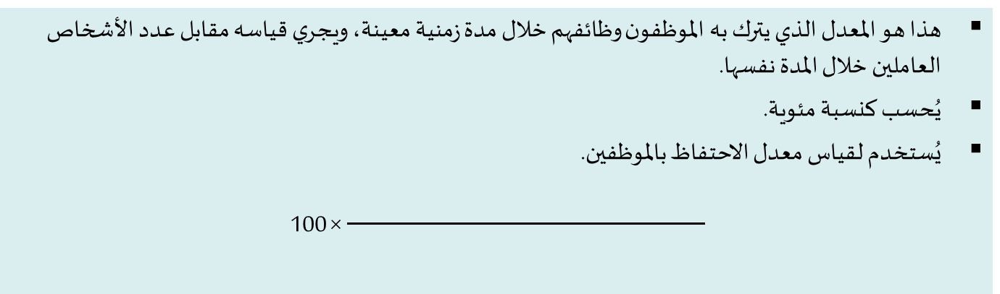 ▪ هذا هو المعدل الذي يترك به الموظفون وظائفهم خلال مدة زمنية معينة، ويجري قياسه مقابل عدد الأشخاص
العاملين خلال المدة نفسها.
▪ يُحسب كنسبة مئوية.
▪ يُستخدم لقياس معدل الاحتفاظ بالموظفين.
100×